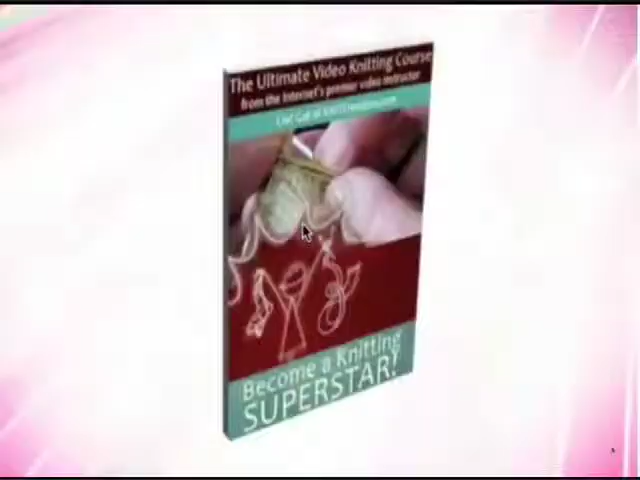 The Ultimate Video Knitting Course
from the Internet's premier video instructor
Become a Knitting
SUPERSTAR!